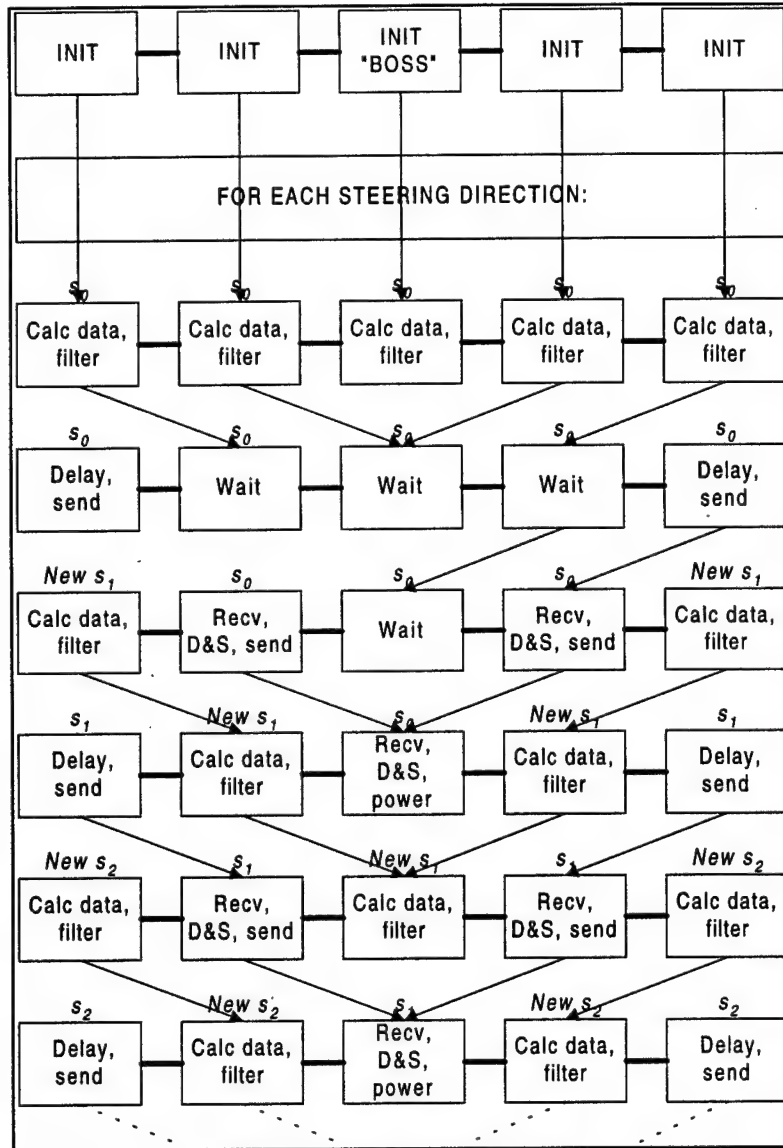 INIT INIT INIT INIT INIT
"BOSS"
FOR EACH STEERING DIRECTION:
s0 s0 s0 s0 s0
Calc data, Calc data, Calc data, Calc data, Calc data,
filter filter filter filter filter
s0 s0 s0 s0 s0
Delay, Wait Wait Wait Delay,
send send
New s1 s0 s0 s0 New s1
Calc data, Recv, Wait Recv, Calc data,
filter D&S, send D&S, send filter
s1 New s1 s0 New s1 s1
Delay, Calc data, Recv, Calc data, Delay,
send filter D&S, filter send
power
New s2 s1 New s1 s1 New s2
Calc data, Recv, Calc data, Recv, Calc data,
filter D&S, send filter D&S, send filter
s2 New s2 s1 New s2 s2
Delay, Calc data, Recv, Calc data, Delay,
send filter D&S, filter send
power